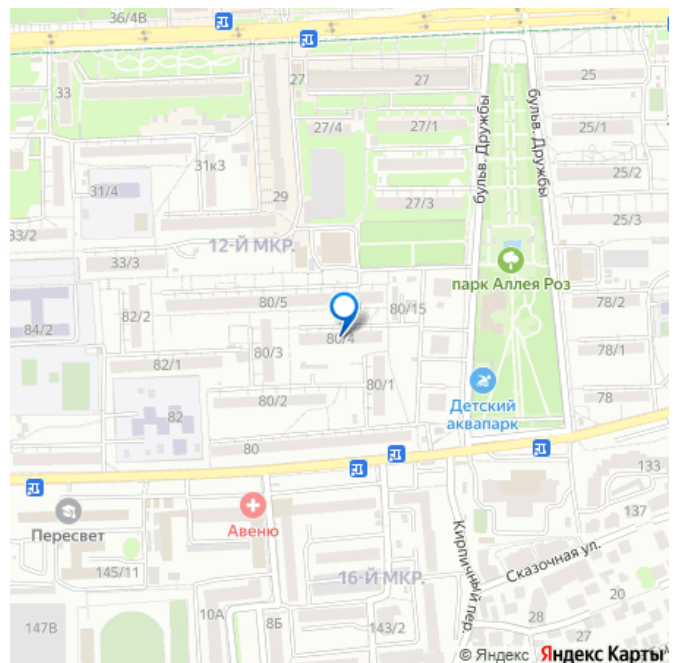 36/4В
33
27
27
25
27/4
27/1
25/1
бульв. Дружбы
бульв. Дружбы
31к3
25/2
31/4
29
27/3
25/3
33/2
12-Й МКР.
33/3
парк Аллея Роз
80/5
80/15
78/2
82/2
84/2
80/4
80/3
78/1
82/1
80/1
80/2
78
82
Детский
аквапарк
80
133
Пересвет
Авеню
137
Кирпичный пер.
Сказочная ул.
145/11
16-Й МКР.
10А
20
147В
8Б
143/2
28
27
© Яндекс Яндекс Карты